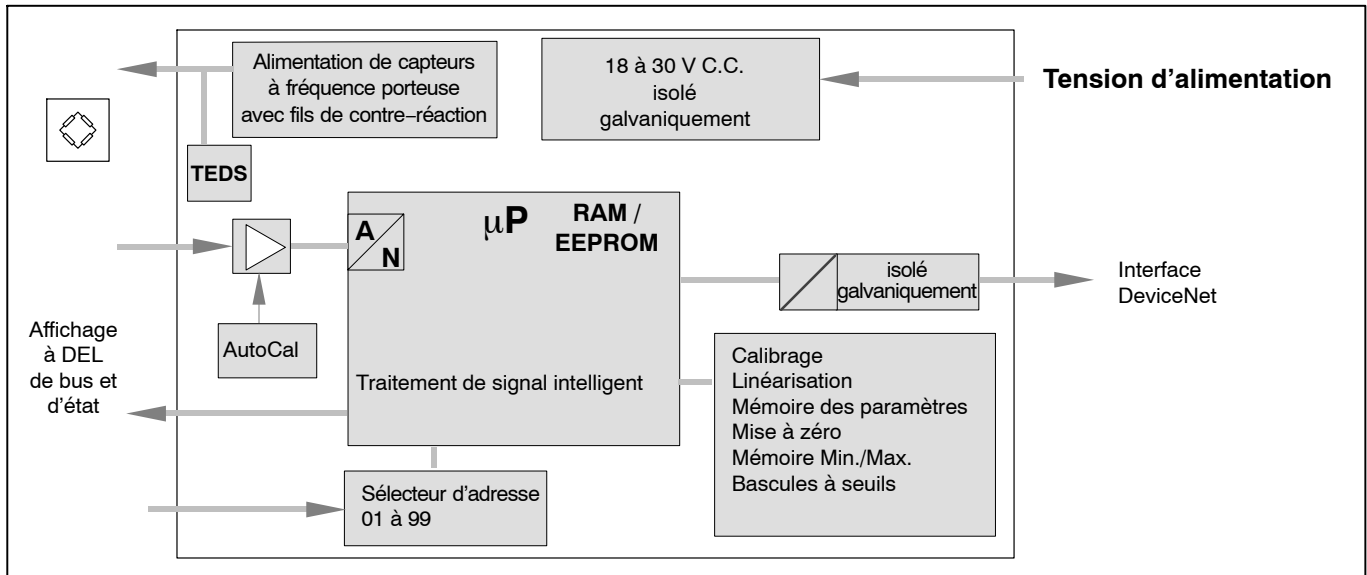 Alimentation de capteurs
à fréquence porteuse
avec fils de contre−réaction
18 à 30 V C.C.
isolé
galvaniquement
Tension d’alimentation
TEDS
A
N
µP
RAM /
EEPROM
isolé
galvaniquement
Interface
DeviceNet
Affichage
à DEL
de bus et
d’état
AutoCal
Traitement de signal intelligent
Calibrage
Linéarisation
Mémoire des paramètres
Mise à zéro
Mémoire Min./Max.
Bascules à seuils
Sélecteur d’adresse
01 à 99